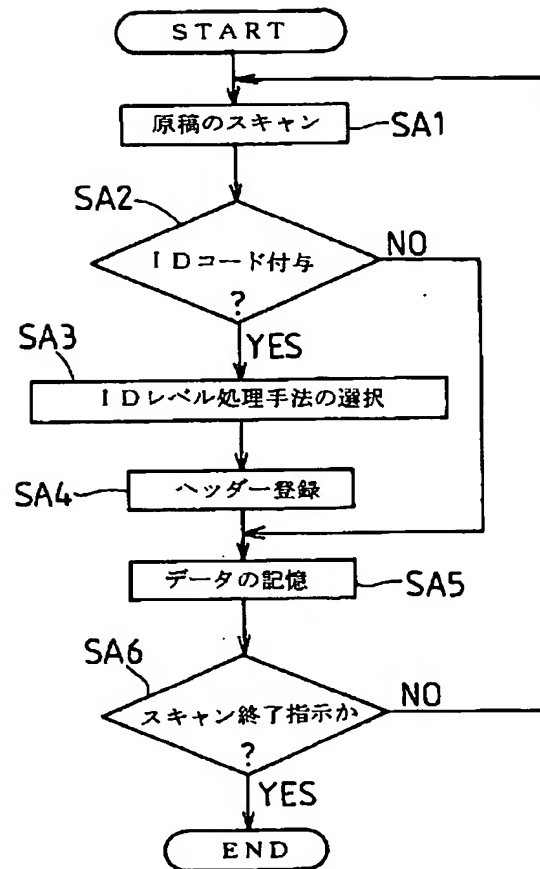 START
原稿のスキャン
SA1
SA2
IDコード付与
?
NO
YES
SA3
IDレベル処理手法の選択
SA4
ヘッダー登録
データの記憶
SA5
SA6
スキャン終了指示か
?
NO
YES
END